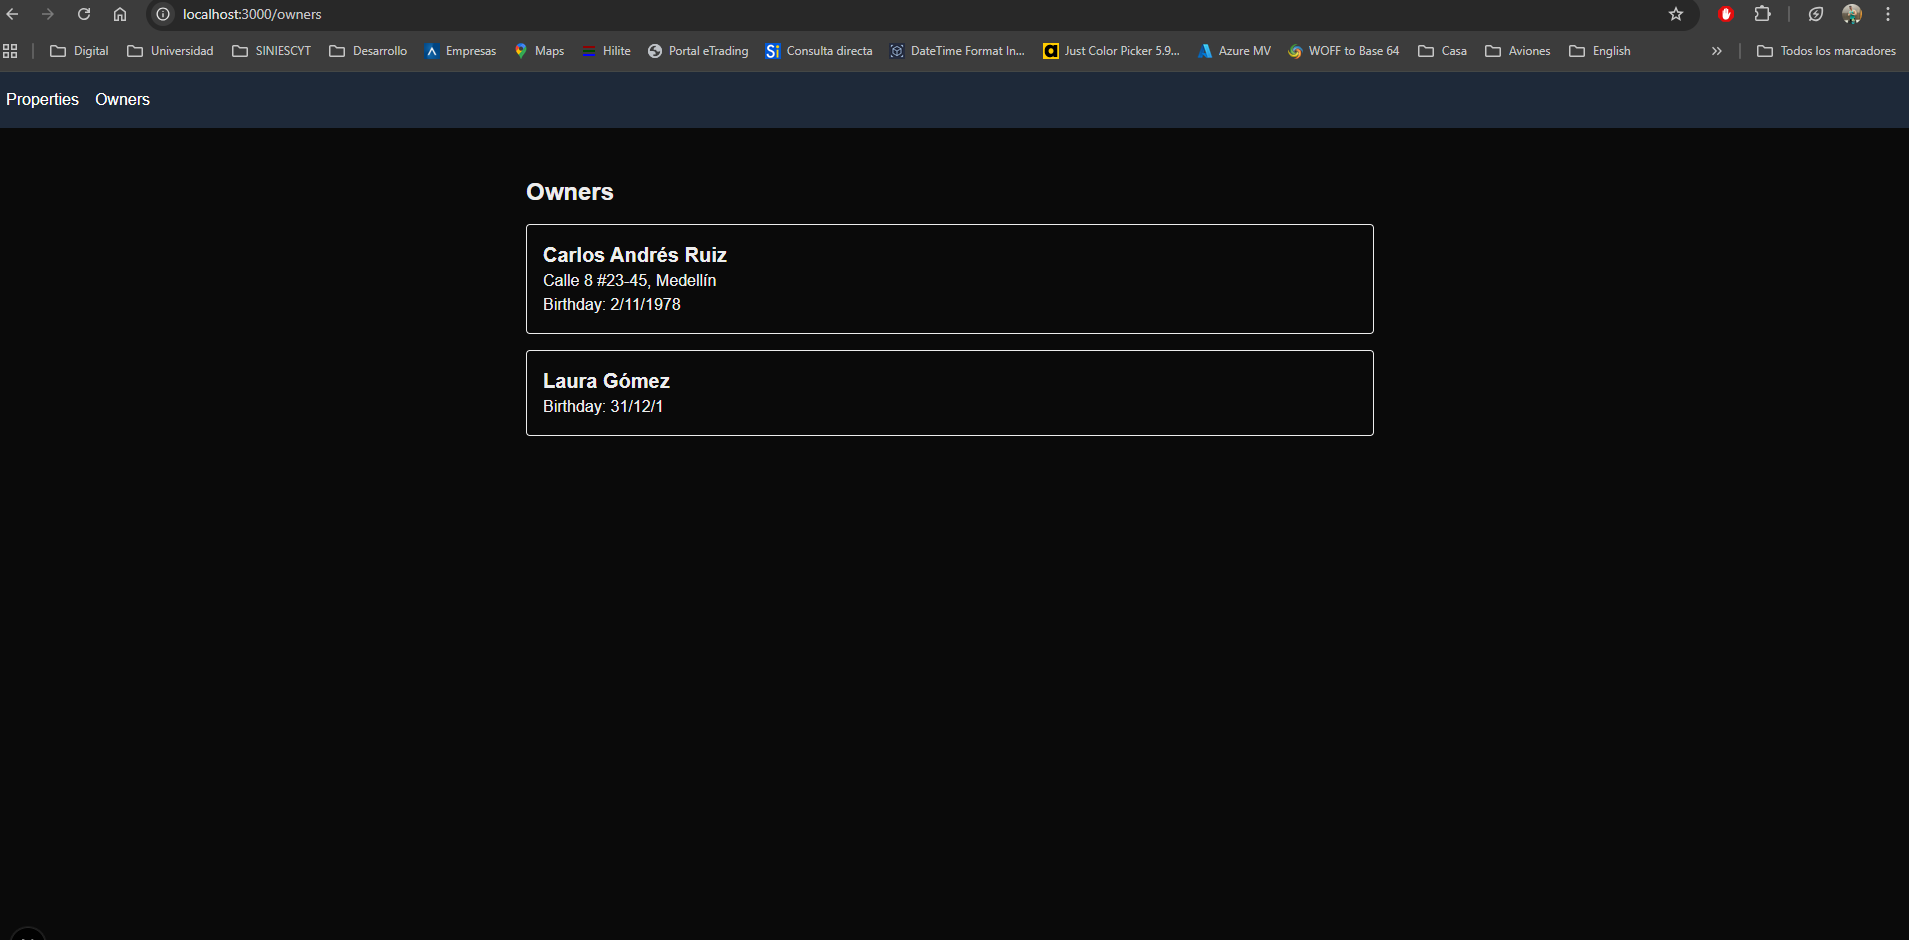 localhost:3000/owners
Digital Universidad SINIESCYT Desarrollo Empresas Maps Hilite Portal eTrading Consulta directa DateTime Format In... Just Color Picker 5.9... Azure MV WOFF to Base 64 Casa Aviones English » Todos los marcadores
Properties Owners
Owners
Carlos Andrés Ruiz
Calle 8 #23-45, Medellín
Birthday: 2/11/1978
Laura Gómez
Birthday: 31/12/1